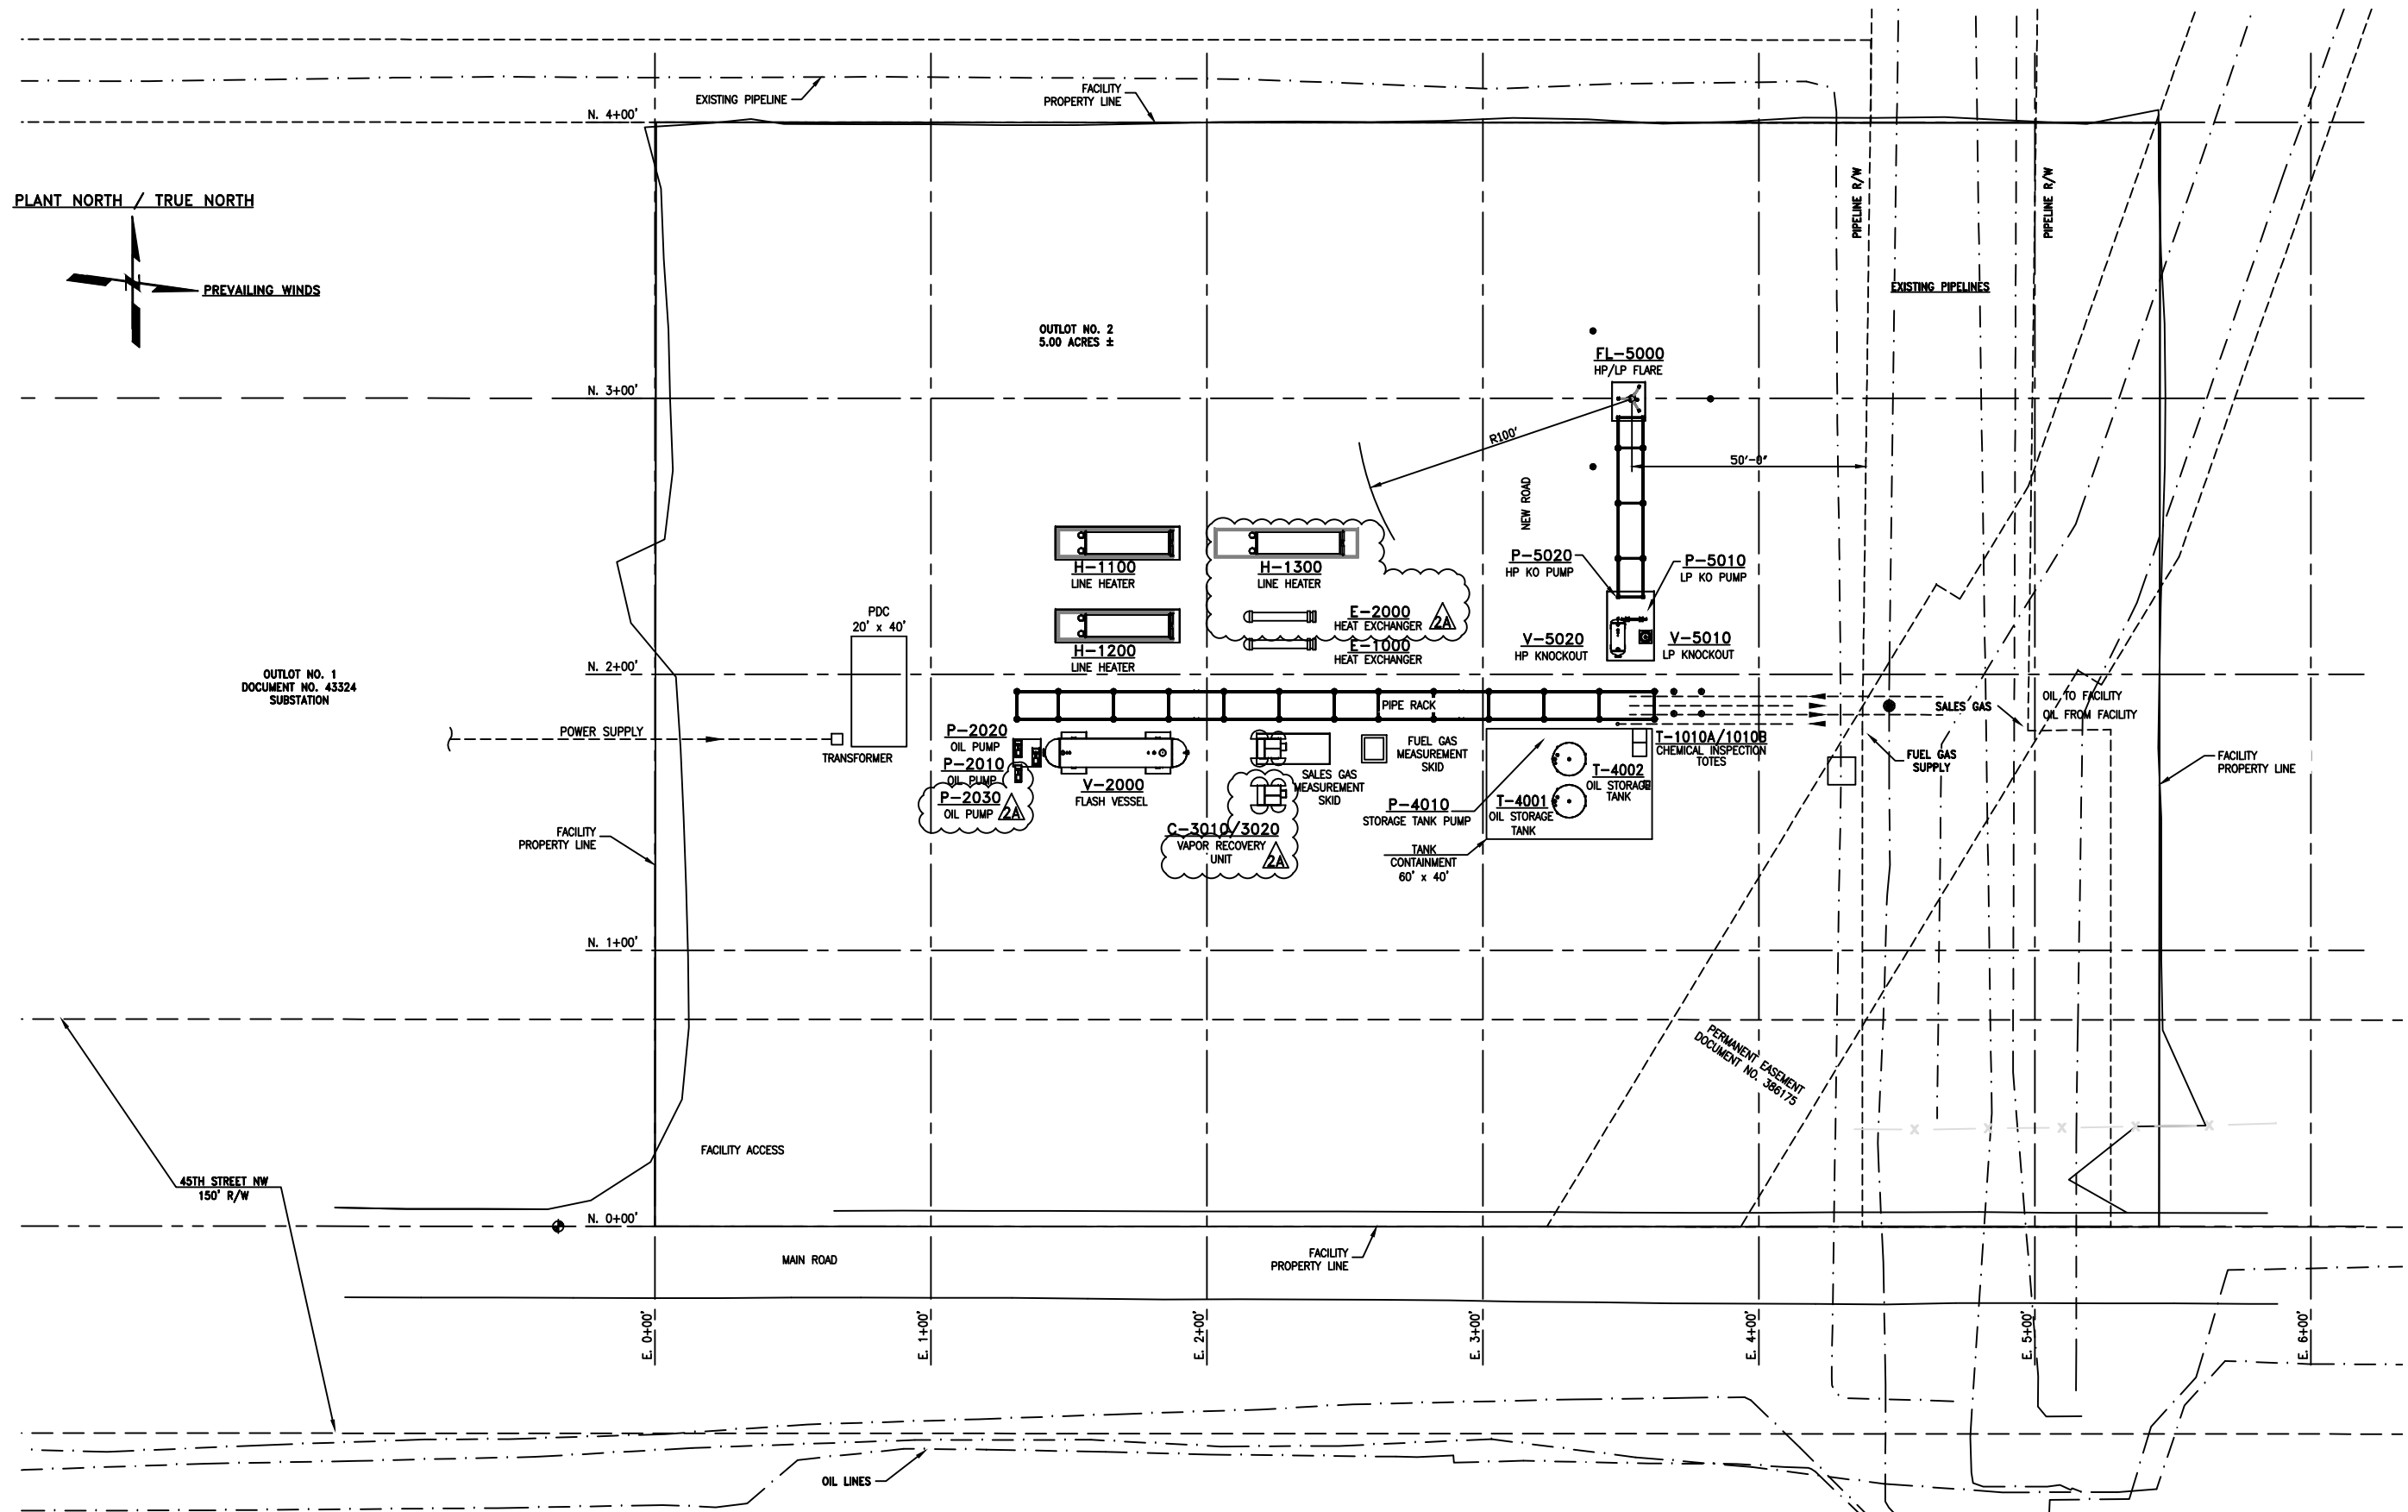 EXISTING PIPELINE
FACILITY
PROPERTY LINE
N. 4+00'
PLANT NORTH / TRUE NORTH
PREVAILING WINDS
PIPELINE R/W
PIPELINE R/W
EXISTING PIPELINES
OUTLOT NO. 2
5.00 ACRES ±
FL-5000
HP/LP FLARE
N. 3+00'
R100'
50'-0"
NEW ROAD
H-1100
LINE HEATER
H-1300
LINE HEATER
P-5020
HP KO PUMP
P-5010
LP KO PUMP
PDC
20' x 40'
E-2000
HEAT EXCHANGER
2A
E-1000
HEAT EXCHANGER
H-1200
LINE HEATER
V-5020
HP KNOCKOUT
V-5010
LP KNOCKOUT
N. 2+00'
OUTLOT NO. 1
DOCUMENT NO. 43324
SUBSTATION
PIPE RACK
OIL TO FACILITY
SALES GAS
OIL FROM FACILITY
POWER SUPPLY
TRANSFORMER
P-2020
OIL PUMP
P-2010
OIL PUMP
P-2030
OIL PUMP
2A
V-2000
FLASH VESSEL
SALES GAS
MEASUREMENT
SKID
FUEL GAS
MEASUREMENT
SKID
T-1010A/1010B
CHEMICAL INSPECTION
TOTES
T-4002
OIL STORAGE
TANK
T-4001
OIL STORAGE
TANK
P-4010
STORAGE TANK PUMP
FUEL GAS
SUPPLY
FACILITY
PROPERTY LINE
C-3010/3020
VAPOR RECOVERY
UNIT
2A
TANK
CONTAINMENT
60' x 40'
FACILITY
PROPERTY LINE
N. 1+00'
PERMANENT EASEMENT
DOCUMENT NO. 386175
FACILITY ACCESS
45TH STREET NW
150' R/W
N. 0+00'
MAIN ROAD
FACILITY
PROPERTY LINE
E. 0+00'
E. 1+00'
E. 2+00'
E. 3+00'
E. 4+00'
E. 5+00'
E. 6+00'
OIL LINES